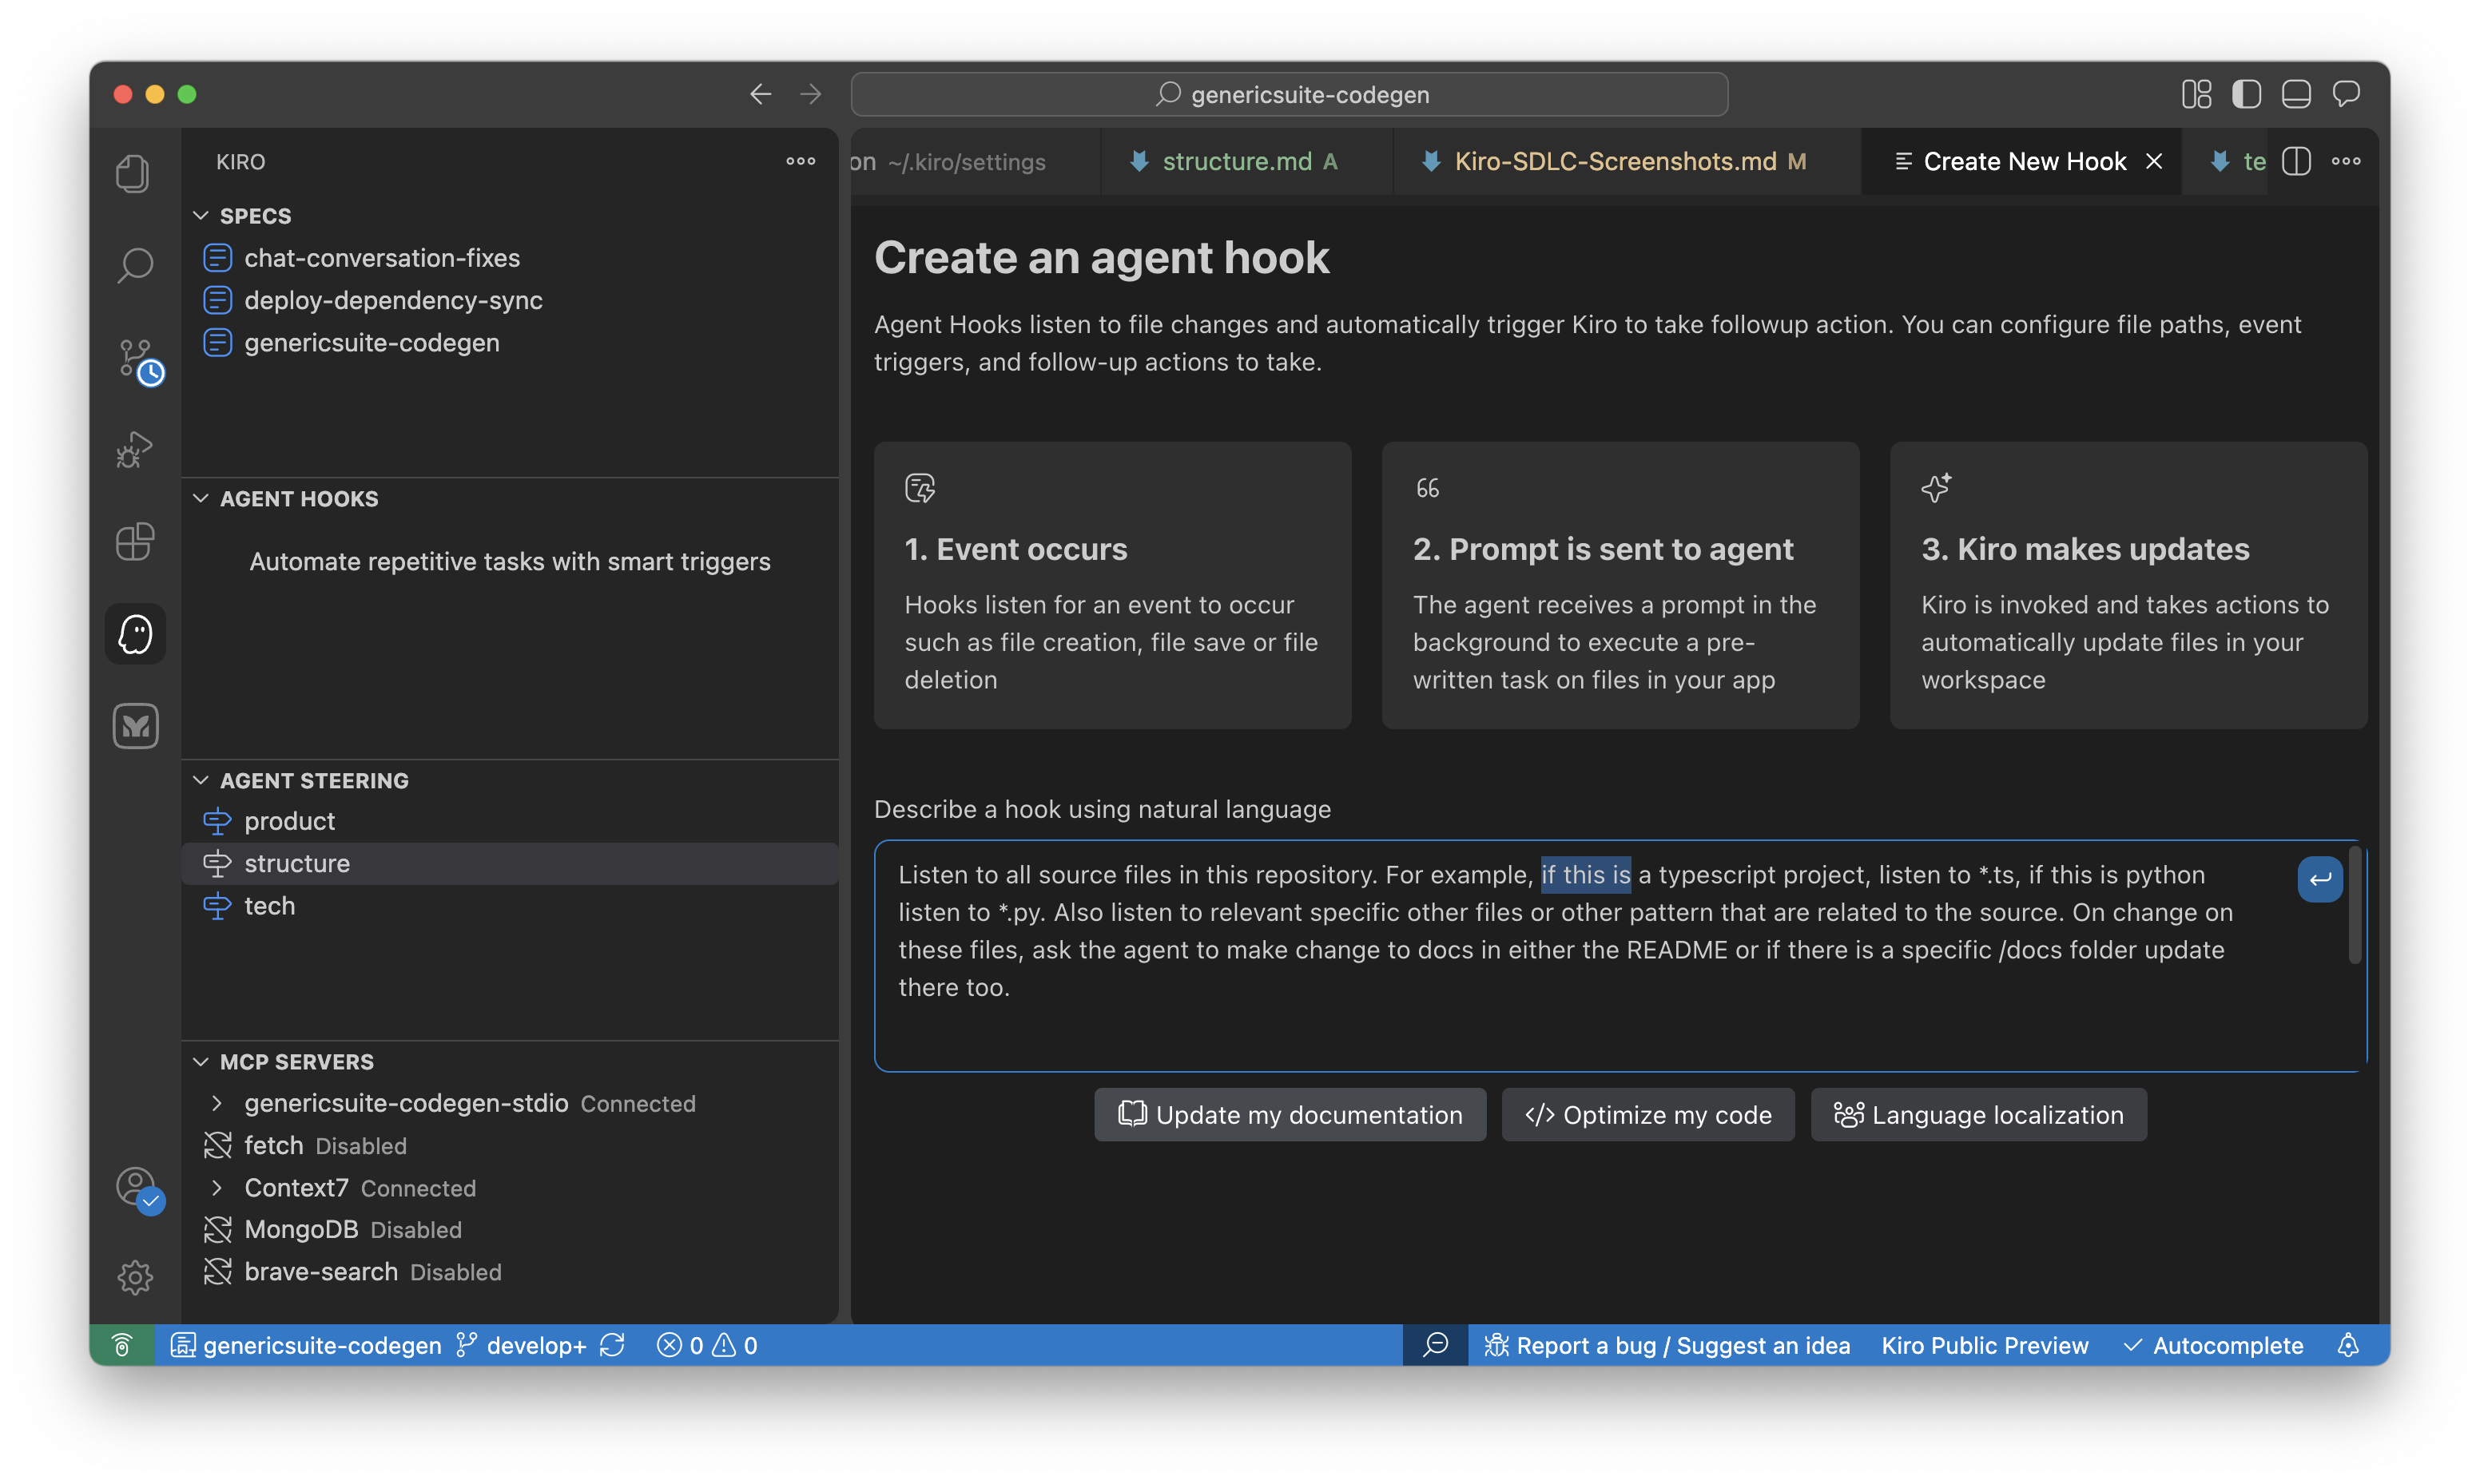 genericsuite-codegen
KIRO
SPECS
chat-conversation-fixes
deploy-dependency-sync
genericsuite-codegen
AGENT HOOKS
Automate repetitive tasks with smart triggers
AGENT STEERING
product
structure
tech
MCP SERVERS
genericsuite-codegen-stdio Connected
fetch Disabled
Context7 Connected
MongoDB Disabled
brave-search Disabled
on ~/.kiro/settings
structure.md A
Kiro-SDLC-Screenshots.md M
Create New Hook
te
Create an agent hook
Agent Hooks listen to file changes and automatically trigger Kiro to take followup action. You can configure file paths, event
triggers, and follow-up actions to take.
1. Event occurs
Hooks listen for an event to occur
such as file creation, file save or file
deletion
2. Prompt is sent to agent
The agent receives a prompt in the
background to execute a pre-
written task on files in your app
3. Kiro makes updates
Kiro is invoked and takes actions to
automatically update files in your
workspace
Describe a hook using natural language
Listen to all source files in this repository. For example, if this is a typescript project, listen to *.ts, if this is python
listen to *.py. Also listen to relevant specific other files or other pattern that are related to the source. On change on
these files, ask the agent to make change to docs in either the README or if there is a specific /docs folder update
there too.
Update my documentation
Optimize my code
Language localization
genericsuite-codegen develop+ 0 0
Report a bug / Suggest an idea Kiro Public Preview Autocomplete